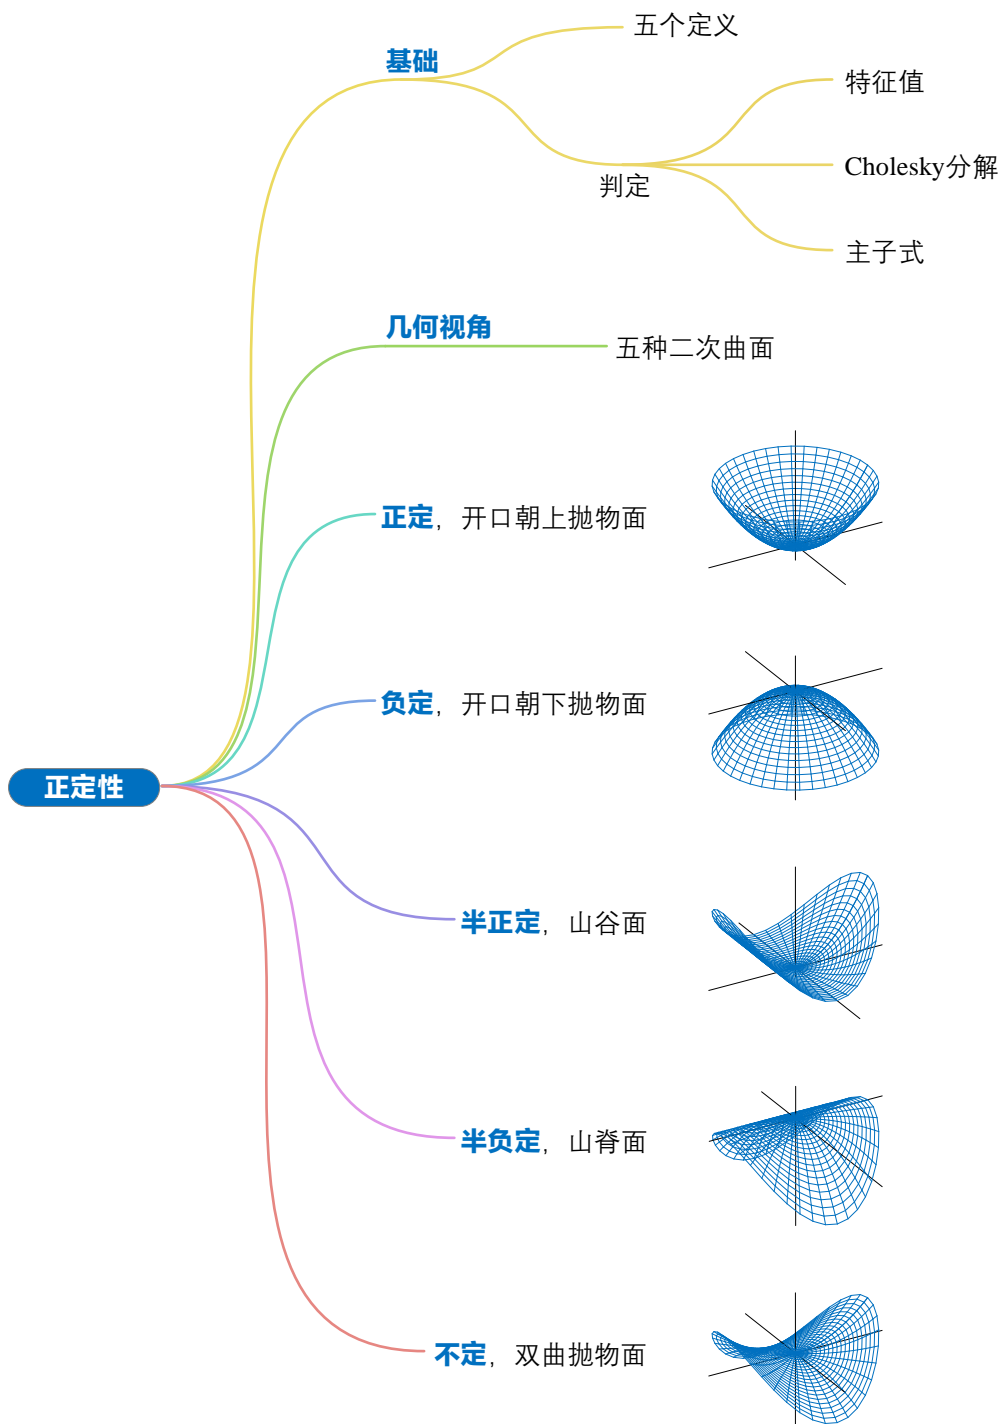 五个定义
基础
特征值
Cholesky分解
判定
主子式
几何视角
五种二次曲面
正定，开口朝上抛物面
负定，开口朝下抛物面
正定性
半正定，山谷面
半负定，山脊面
不定，双曲抛物面